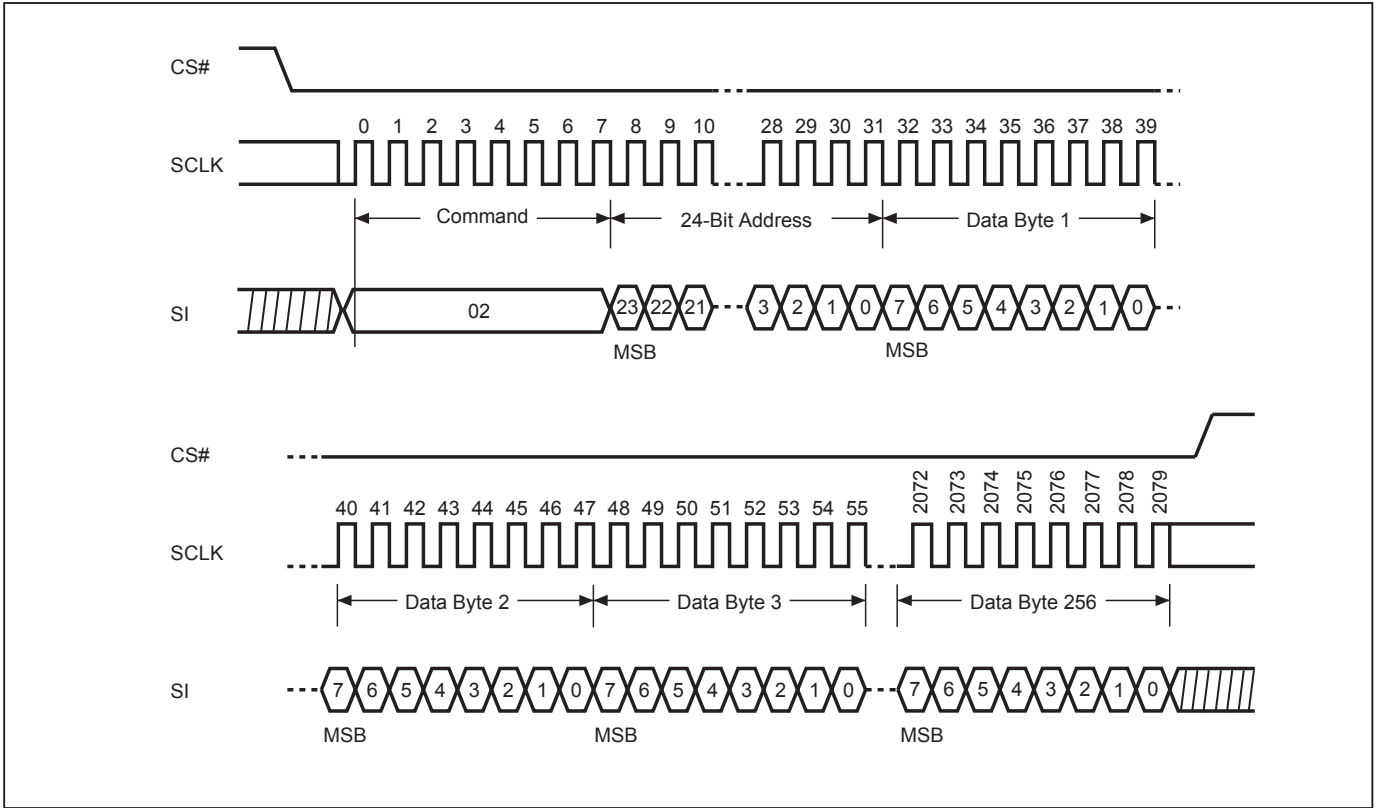 CS#
0 1 2 3 4 5 6 7 8 9 10 28 29 30 31 32 33 34 35 36 37 38 39
SCLK
Command 24-Bit Address Data Byte 1
SI 02 23 22 21 3 2 1 0 7 6 5 4 3 2 1 0
MSB MSB
CS#
40 41 42 43 44 45 46 47 48 49 50 51 52 53 54 55 2072 2073 2074 2075 2076 2077 2078 2079
SCLK
Data Byte 2 Data Byte 3 Data Byte 256
SI 7 6 5 4 3 2 1 0 7 6 5 4 3 2 1 0 7 6 5 4 3 2 1 0
MSB MSB MSB